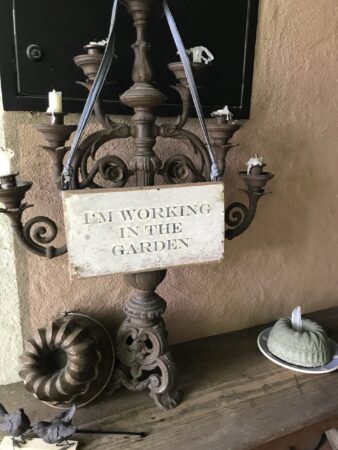 I'M WORKING
IN THE
GARDEN